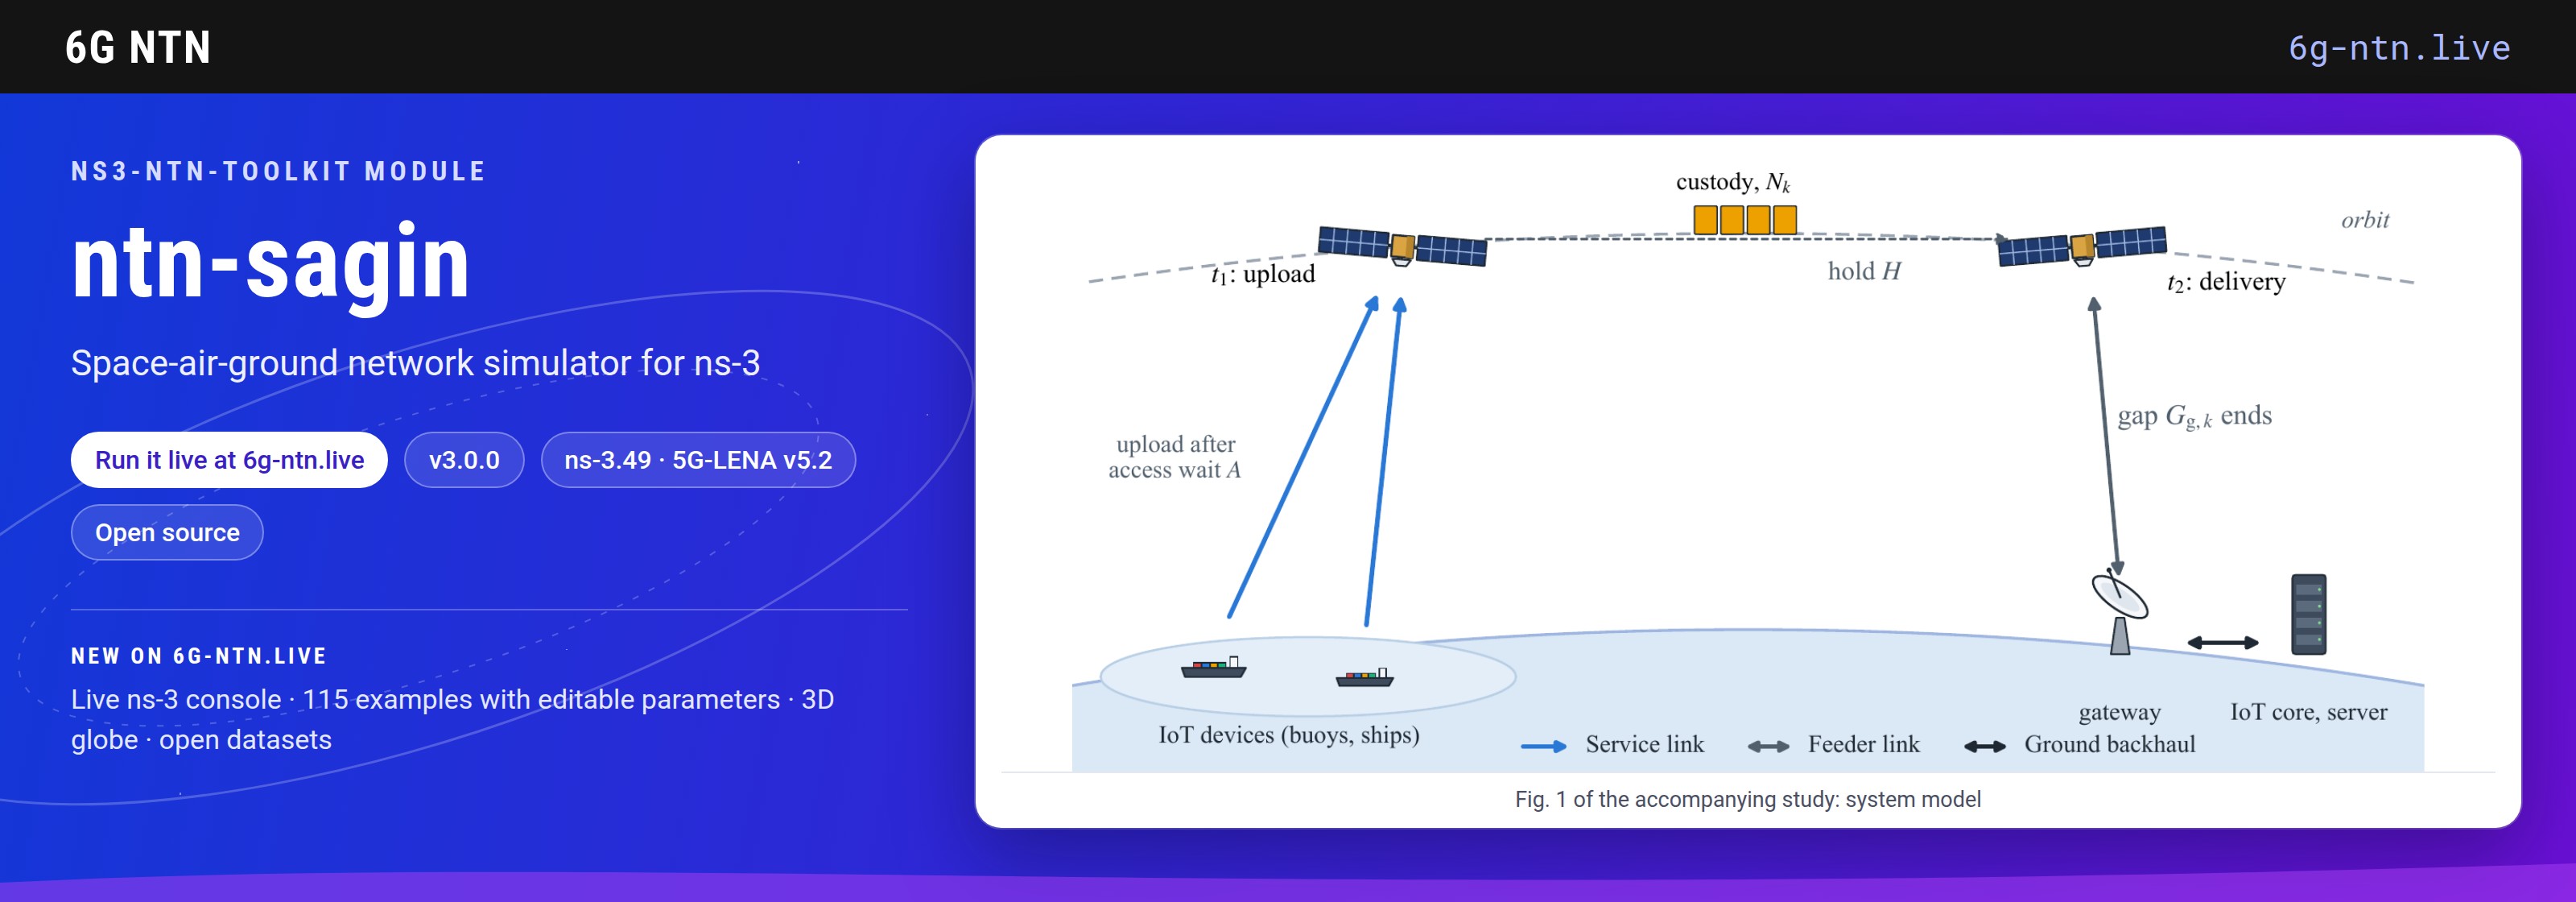 6G NTN
6g-ntn.live
NS3-NTN-TOOLKIT MODULE
ntn-sagin
Space-air-ground network simulator for ns-3
Run it live at 6g-ntn.live
v3.0.0
ns-3.49 · 5G-LENA v5.2
Open source
NEW ON 6G-NTN.LIVE
Live ns-3 console · 115 examples with editable parameters · 3D
globe · open datasets
custody, Nk
orbit
t1: upload
hold H
t2: delivery
gap Gg,k ends
upload after
access wait A
gateway
IoT core, server
IoT devices (buoys, ships)
Service link
Feeder link
Ground backhaul
Fig. 1 of the accompanying study: system model